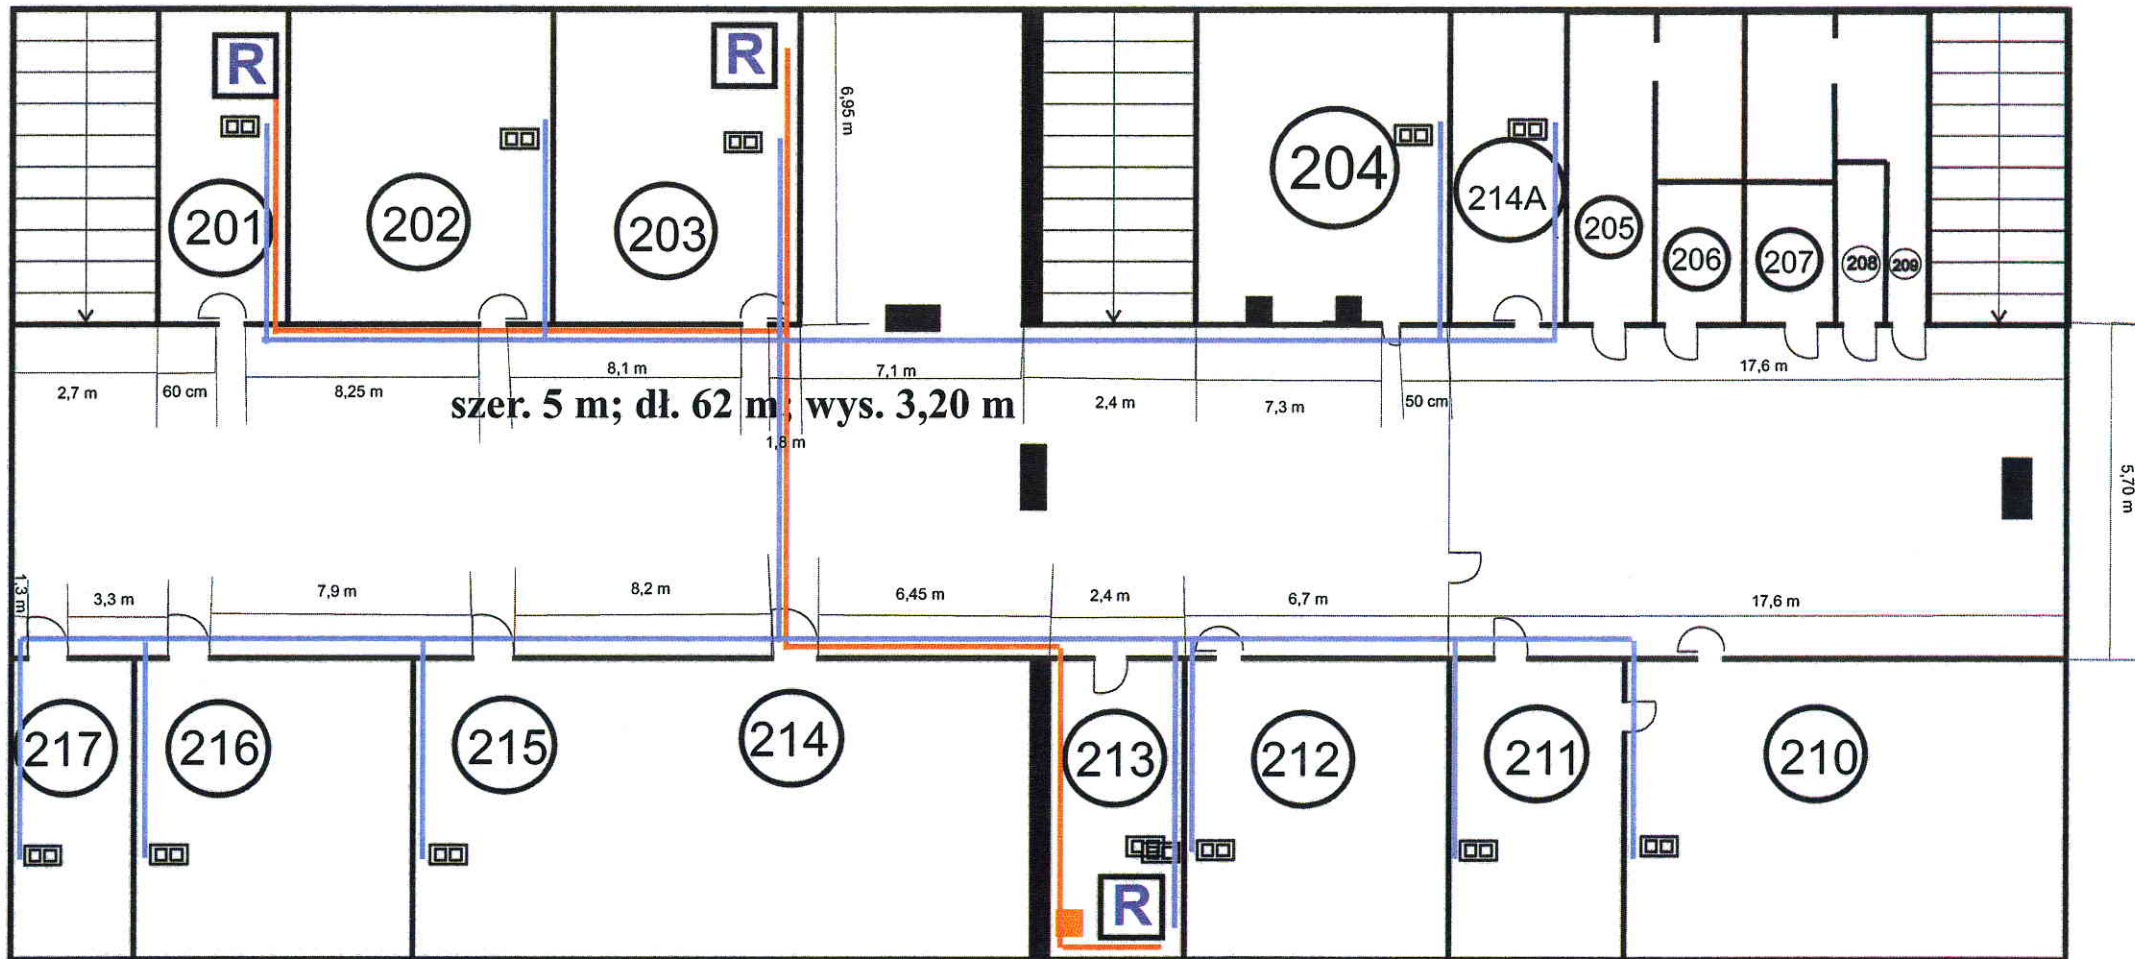 R
R
6,95 m
201
202
203
204
214A
205
206
207
208
209
2,7 m
60 cm
8,25 m
8,1 m
7,1 m
2,4 m
7,3 m
50 cm
17,6 m
szer. 5 m; dł. 62 m; wys. 3,20 m
1,8 m
5,70 m
1,3 m
3,3 m
7,9 m
8,2 m
6,45 m
2,4 m
6,7 m
17,6 m
217
216
215
214
213
212
211
210
R